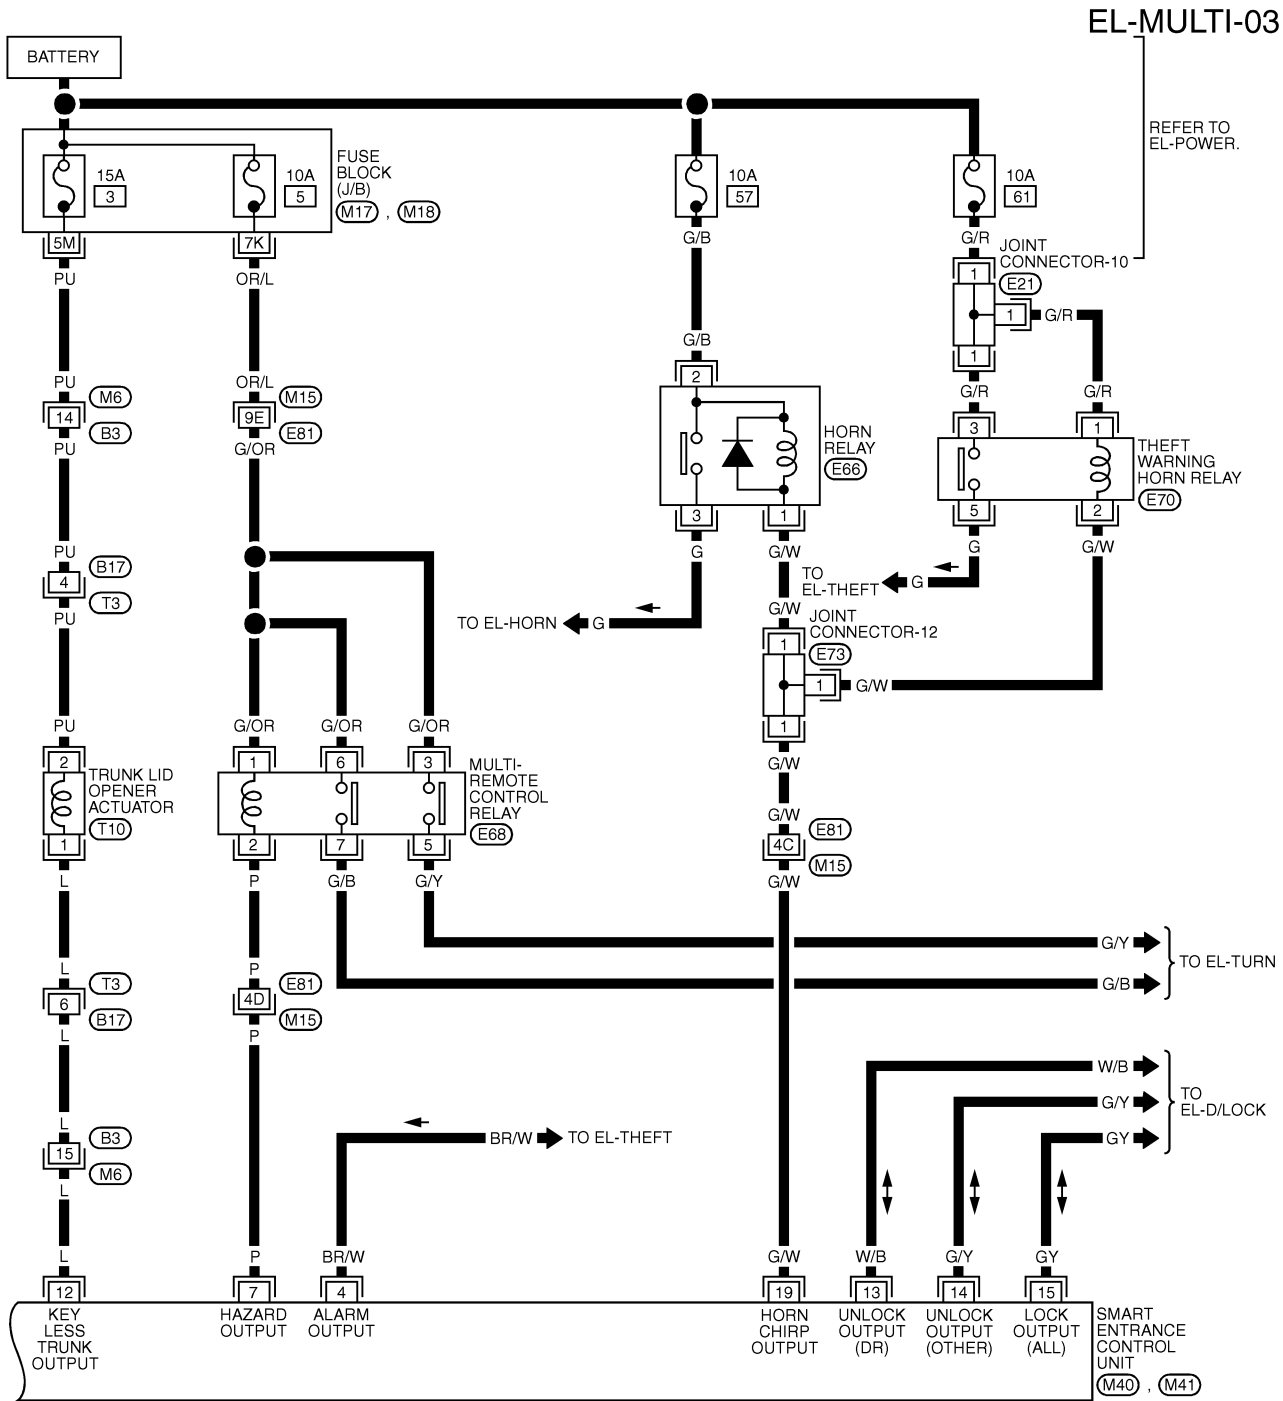 EL-MULTI-03
BATTERY
REFER TO
EL-POWER.
15A
3
10A
5
FUSE
BLOCK
(J/B)
M17 , M18
10A
57
10A
61
5M
7K
G/B
G/R
PU
OR/L
JOINT
CONNECTOR-10
E21
1
1
G/R
1
G/B
2
G/R
G/R
PU
OR/L
M6
M15
14
9E
B3
E81
PU
G/OR
3
1
HORN
RELAY
E66
THEFT
WARNING
HORN RELAY
E70
3
1
5
2
G
G/W
G
G/W
PU
B17
4
T3
PU
TO
EL-THEFT
G
G/W
TO EL-HORN
G
JOINT
CONNECTOR-12
E73
1
1
G/W
1
PU
G/OR
G/OR
G/OR
2
1
6
3
G/W
TRUNK LID
OPENER
ACTUATOR
T10
MULTI-
REMOTE
CONTROL
RELAY
E68
G/W
E81
4C
M15
1
2
7
5
L
P
G/B
G/Y
G/W
G/Y
G/B
TO EL-TURN
L
P
T3
E81
6
4D
B17
M15
L
P
W/B
G/Y
GY
TO
EL-D/LOCK
L
B3
15
M6
L
BR/W
TO EL-THEFT
L
P
BR/W
G/W
W/B
G/Y
GY
12
7
4
19
13
14
15
KEY
LESS
TRUNK
OUTPUT
HAZARD
OUTPUT
ALARM
OUTPUT
HORN
CHIRP
OUTPUT
UNLOCK
OUTPUT
(DR)
UNLOCK
OUTPUT
(OTHER)
LOCK
OUTPUT
(ALL)
SMART
ENTRANCE
CONTROL
UNIT
M40 , M41